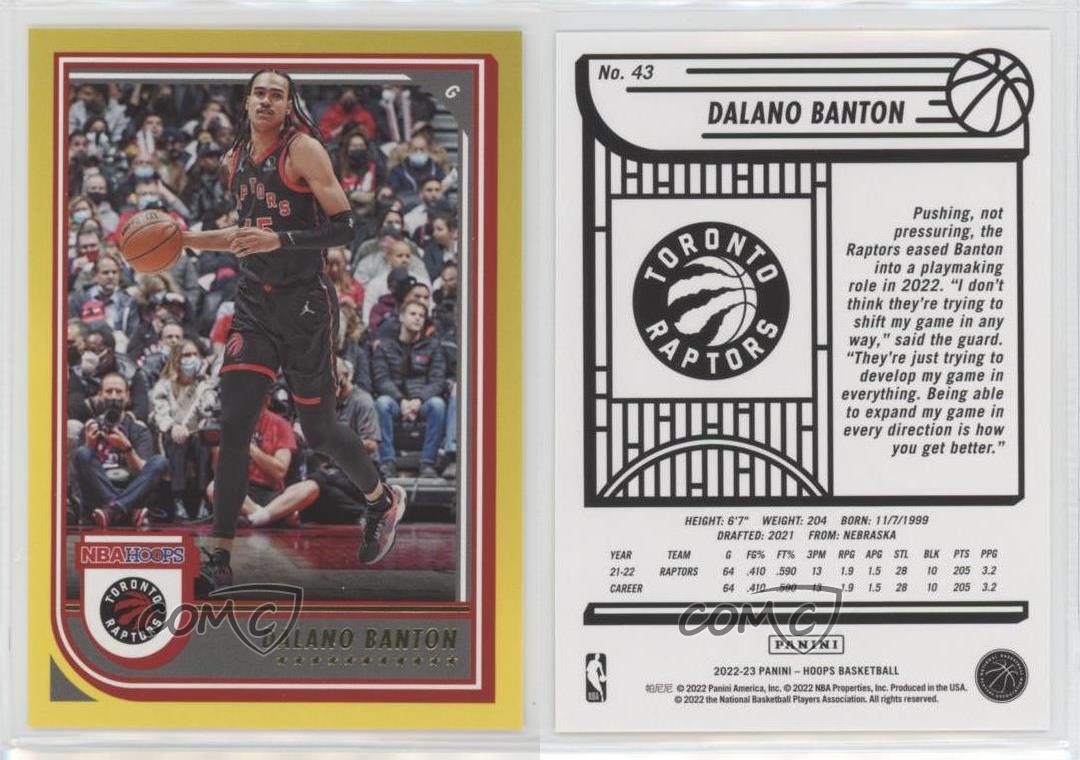 G
RAPTORS
15
NBA HOOPS
TORONTO
RAPTORS
COMC
DALANO BANTON
No. 43
DALANO BANTON
TORONTO
RAPTORS
Pushing, not
pressuring, the
Raptors eased Banton
into a playmaking
role in 2022. “I don’t
think they’re trying to
shift my game in any
way,” said the guard.
“They’re just trying to
develop my game in
everything. Being able
to expand my game in
every direction is how
you get better.”
HEIGHT: 6'7" WEIGHT: 204 BORN: 11/7/1999
DRAFTED: 2021 FROM: NEBRASKA
YEAR TEAM G FG% FT% 3PM RPG APG STL BLK PTS PPG
21-22 RAPTORS 64 .410 .590 13 1.9 1.5 28 10 205 3.2
CAREER 64 .410 .590 13 1.9 1.5 28 10 205 3.2
COMC
PANINI
2022-23 PANINI – HOOPS BASKETBALL
NBA
帕尼尼 © 2022 Panini America, Inc. © 2022 NBA Properties, Inc. Produced in the USA.
© 2022 the National Basketball Players Association. All rights reserved.